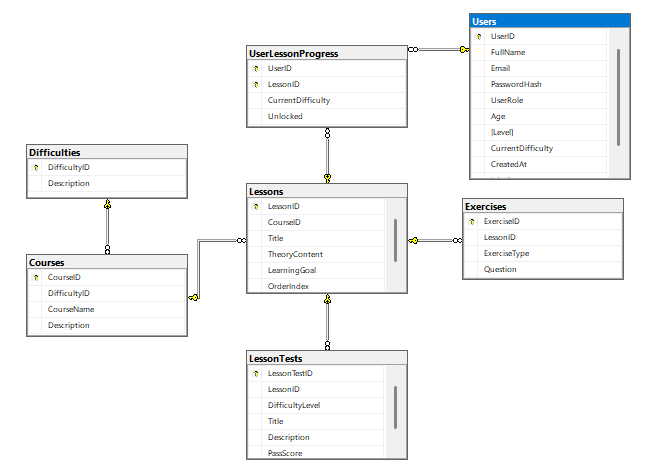 Users
UserID
FullName
Email
PasswordHash
UserRole
Age
[Level]
CurrentDifficulty
CreatedAt
UserLessonProgress
UserID
LessonID
CurrentDifficulty
Unlocked
Difficulties
DifficultyID
Description
Lessons
LessonID
CourseID
Title
TheoryContent
LearningGoal
OrderIndex
Exercises
ExerciseID
LessonID
ExerciseType
Question
Courses
CourseID
DifficultyID
CourseName
Description
LessonTests
LessonTestID
LessonID
DifficultyLevel
Title
Description
PassScore